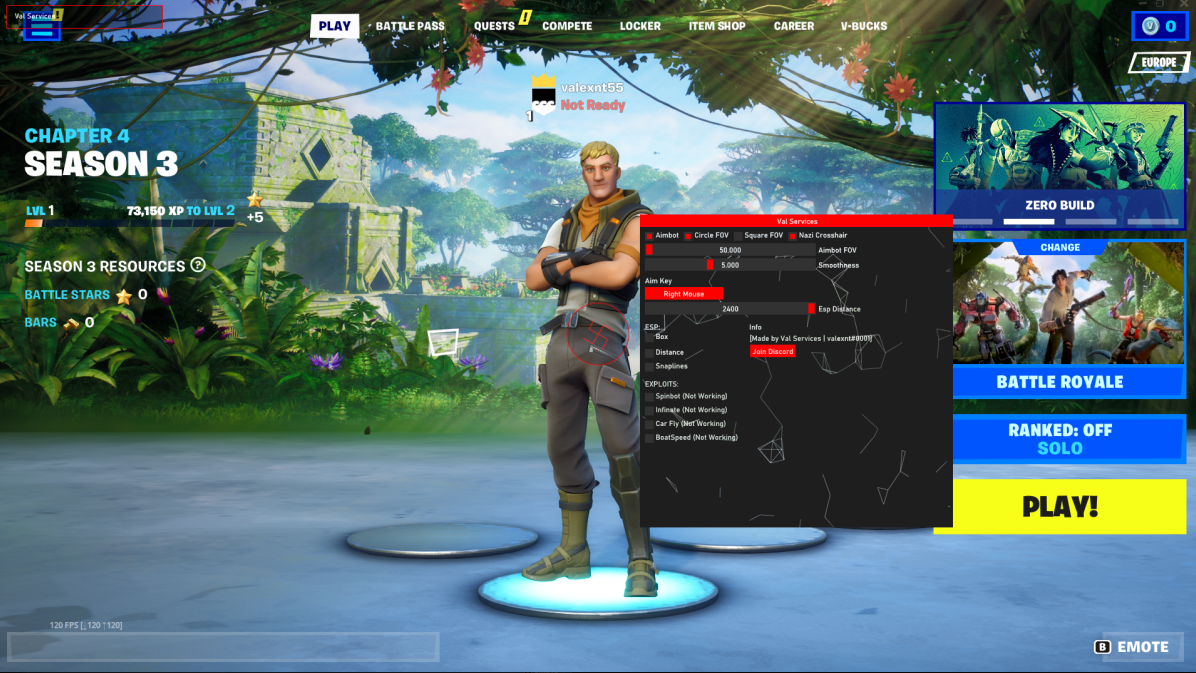 Val Services
PLAY
BATTLE PASS
QUESTS
COMPETE
LOCKER
ITEM SHOP
CAREER
V-BUCKS
0
EUROPE
valexnt55
Not Ready
1
CHAPTER 4
SEASON 3
LVL 1
73,150 XP TO LVL 2
+5
SEASON 3 RESOURCES ?
BATTLE STARS 0
BARS 0
ZERO BUILD
CHANGE
BATTLE ROYALE
RANKED: OFF
SOLO
PLAY!
Val Services
Aimbot Circle FOV Square FOV Nazi Crosshair
50.000 Aimbot FOV
5.000 Smoothness
Aim Key
Right Mouse
2400 Esp Distance
ESP:
Box
Distance
Snaplines
Info
[Made by Val Services | valexnt#0001]
Join Discord
EXPLOITS:
Spinbot (Not Working)
Infinate (Not Working)
Car Fly (Not Working)
BoatSpeed (Not Working)
120 FPS [↓120 ↑120]
B EMOTE